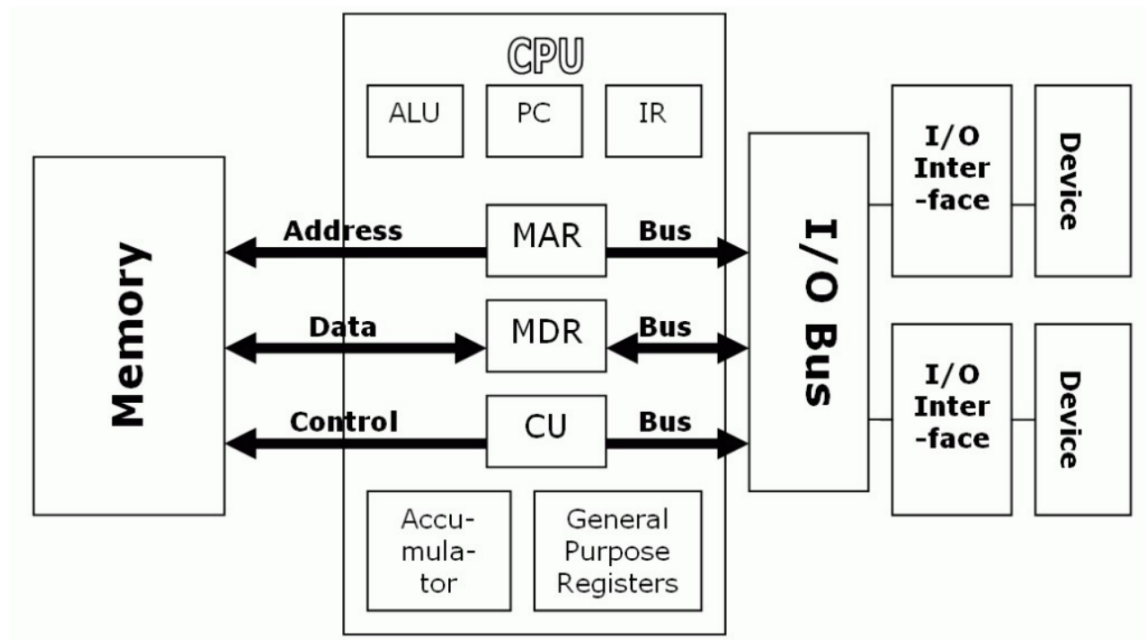 CPU
ALU
PC
IR
Memory
Address
MAR
Bus
Data
MDR
Bus
Control
CU
Bus
Accu-
mula-
tor
General
Purpose
Registers
I/O Bus
I/O
Inter
-face
Device
I/O
Inter
-face
Device